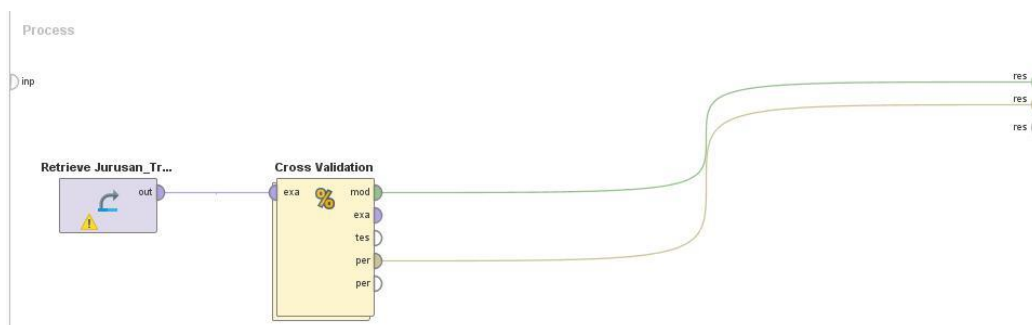 Process
inp
res
res
res
Retrieve Jurusan_Tr...
Cross Validation
out
exa
%
mod
exa
tes
per
per